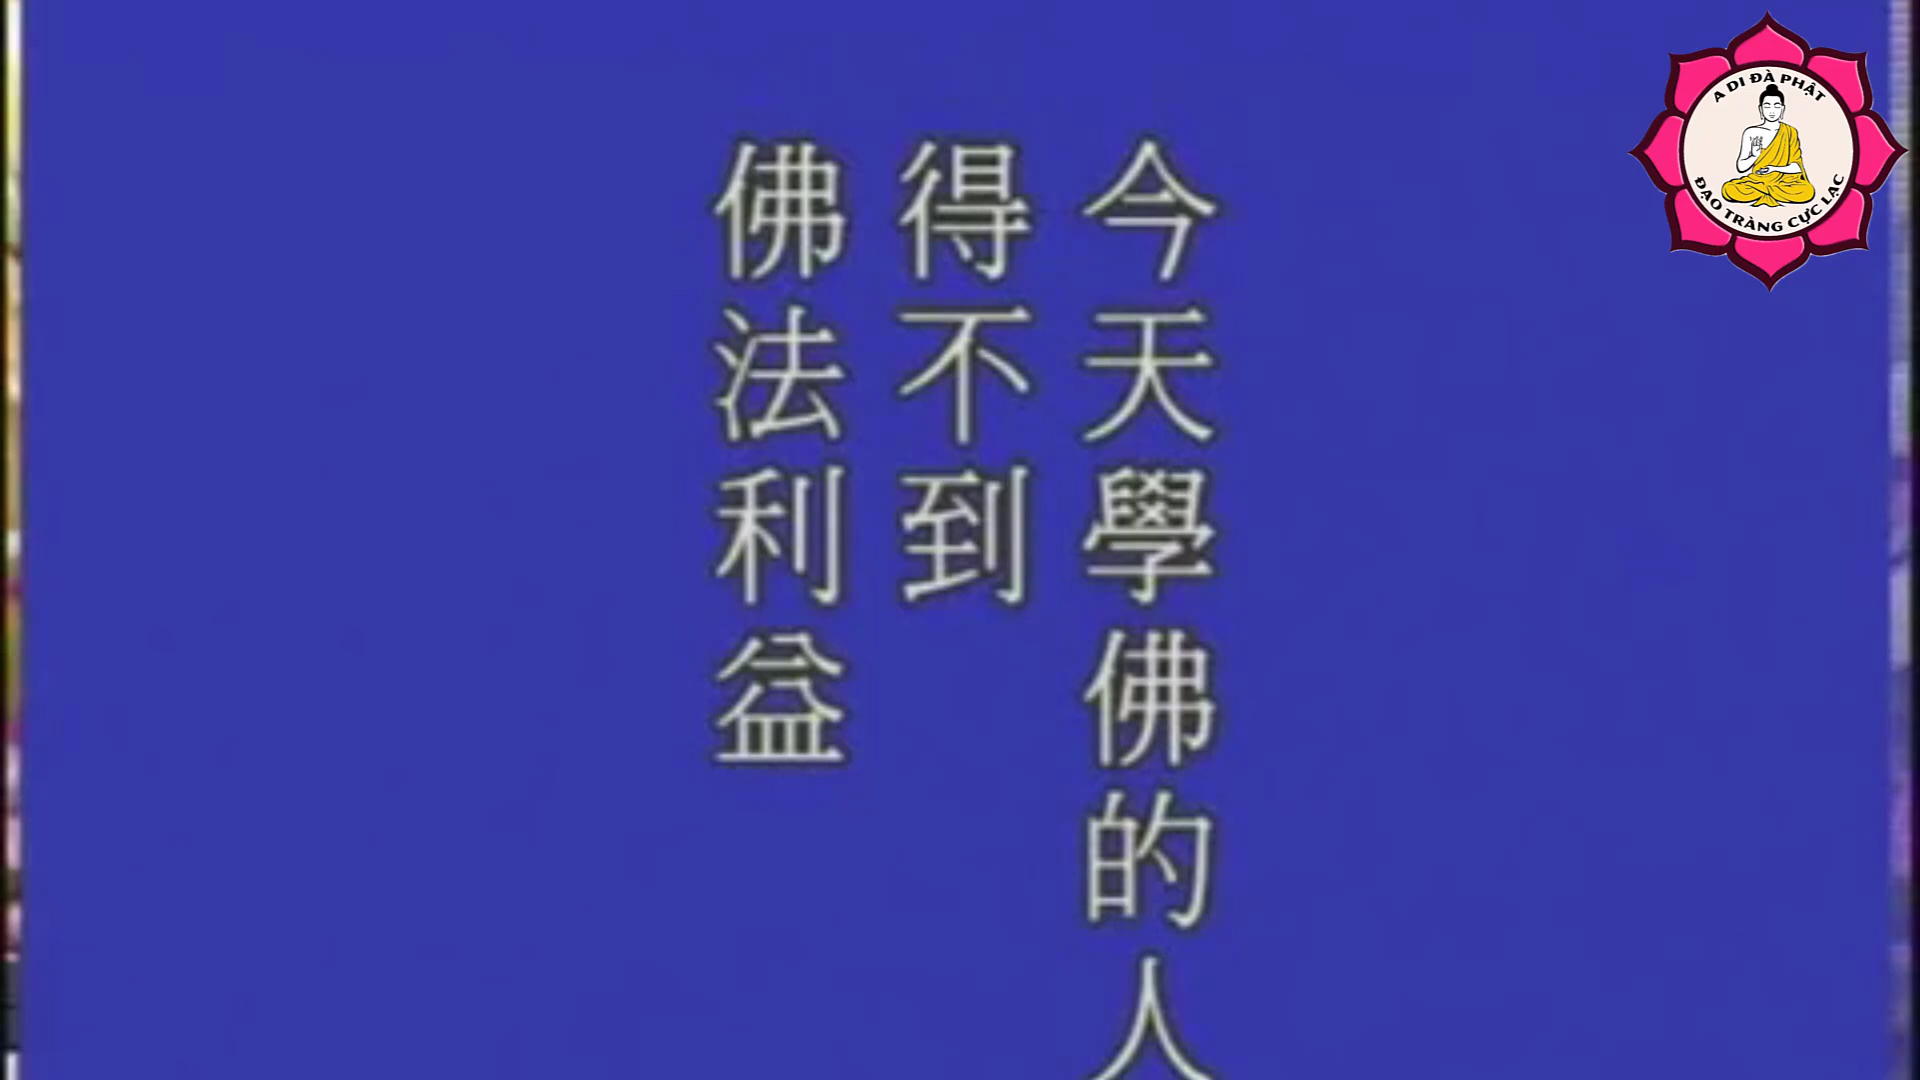 今天學佛的人
得不到
佛法利益
A DI ĐÀ PHẬT
ĐẠO TRÀNG CỰC LẠC